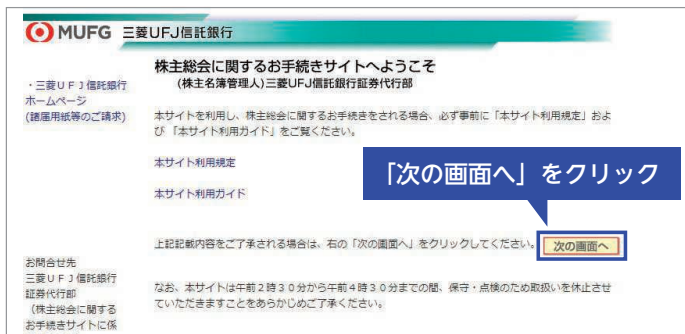 MUFG 三菱UFJ信託銀行
株主総会に関するお手続きサイトへようこそ
(株主名簿管理人)三菱UFJ信託銀行証券代行部
・三菱ＵＦＪ信託銀行
ホームページ
(諸届用紙等のご請求)
本サイトを利用し、株主総会に関するお手続きをされる場合、必ず事前に「本サイト利用規定」およ
び 「本サイト利用ガイド」をご覧ください。
本サイト利用規定
本サイト利用ガイド
「次の画面へ」をクリック
上記記載内容をご了承される場合は、右の「次の画面へ」をクリックしてください。
次の画面へ
なお、本サイトは午前２時３０分から午前４時３０分までの間、保守・点検のため取扱いを休止させ
ていただきますことをあらかじめご了承ください。
お問合せ先
三菱ＵＦＪ信託銀行
証券代行部
（株主総会に関する
お手続きサイトに係